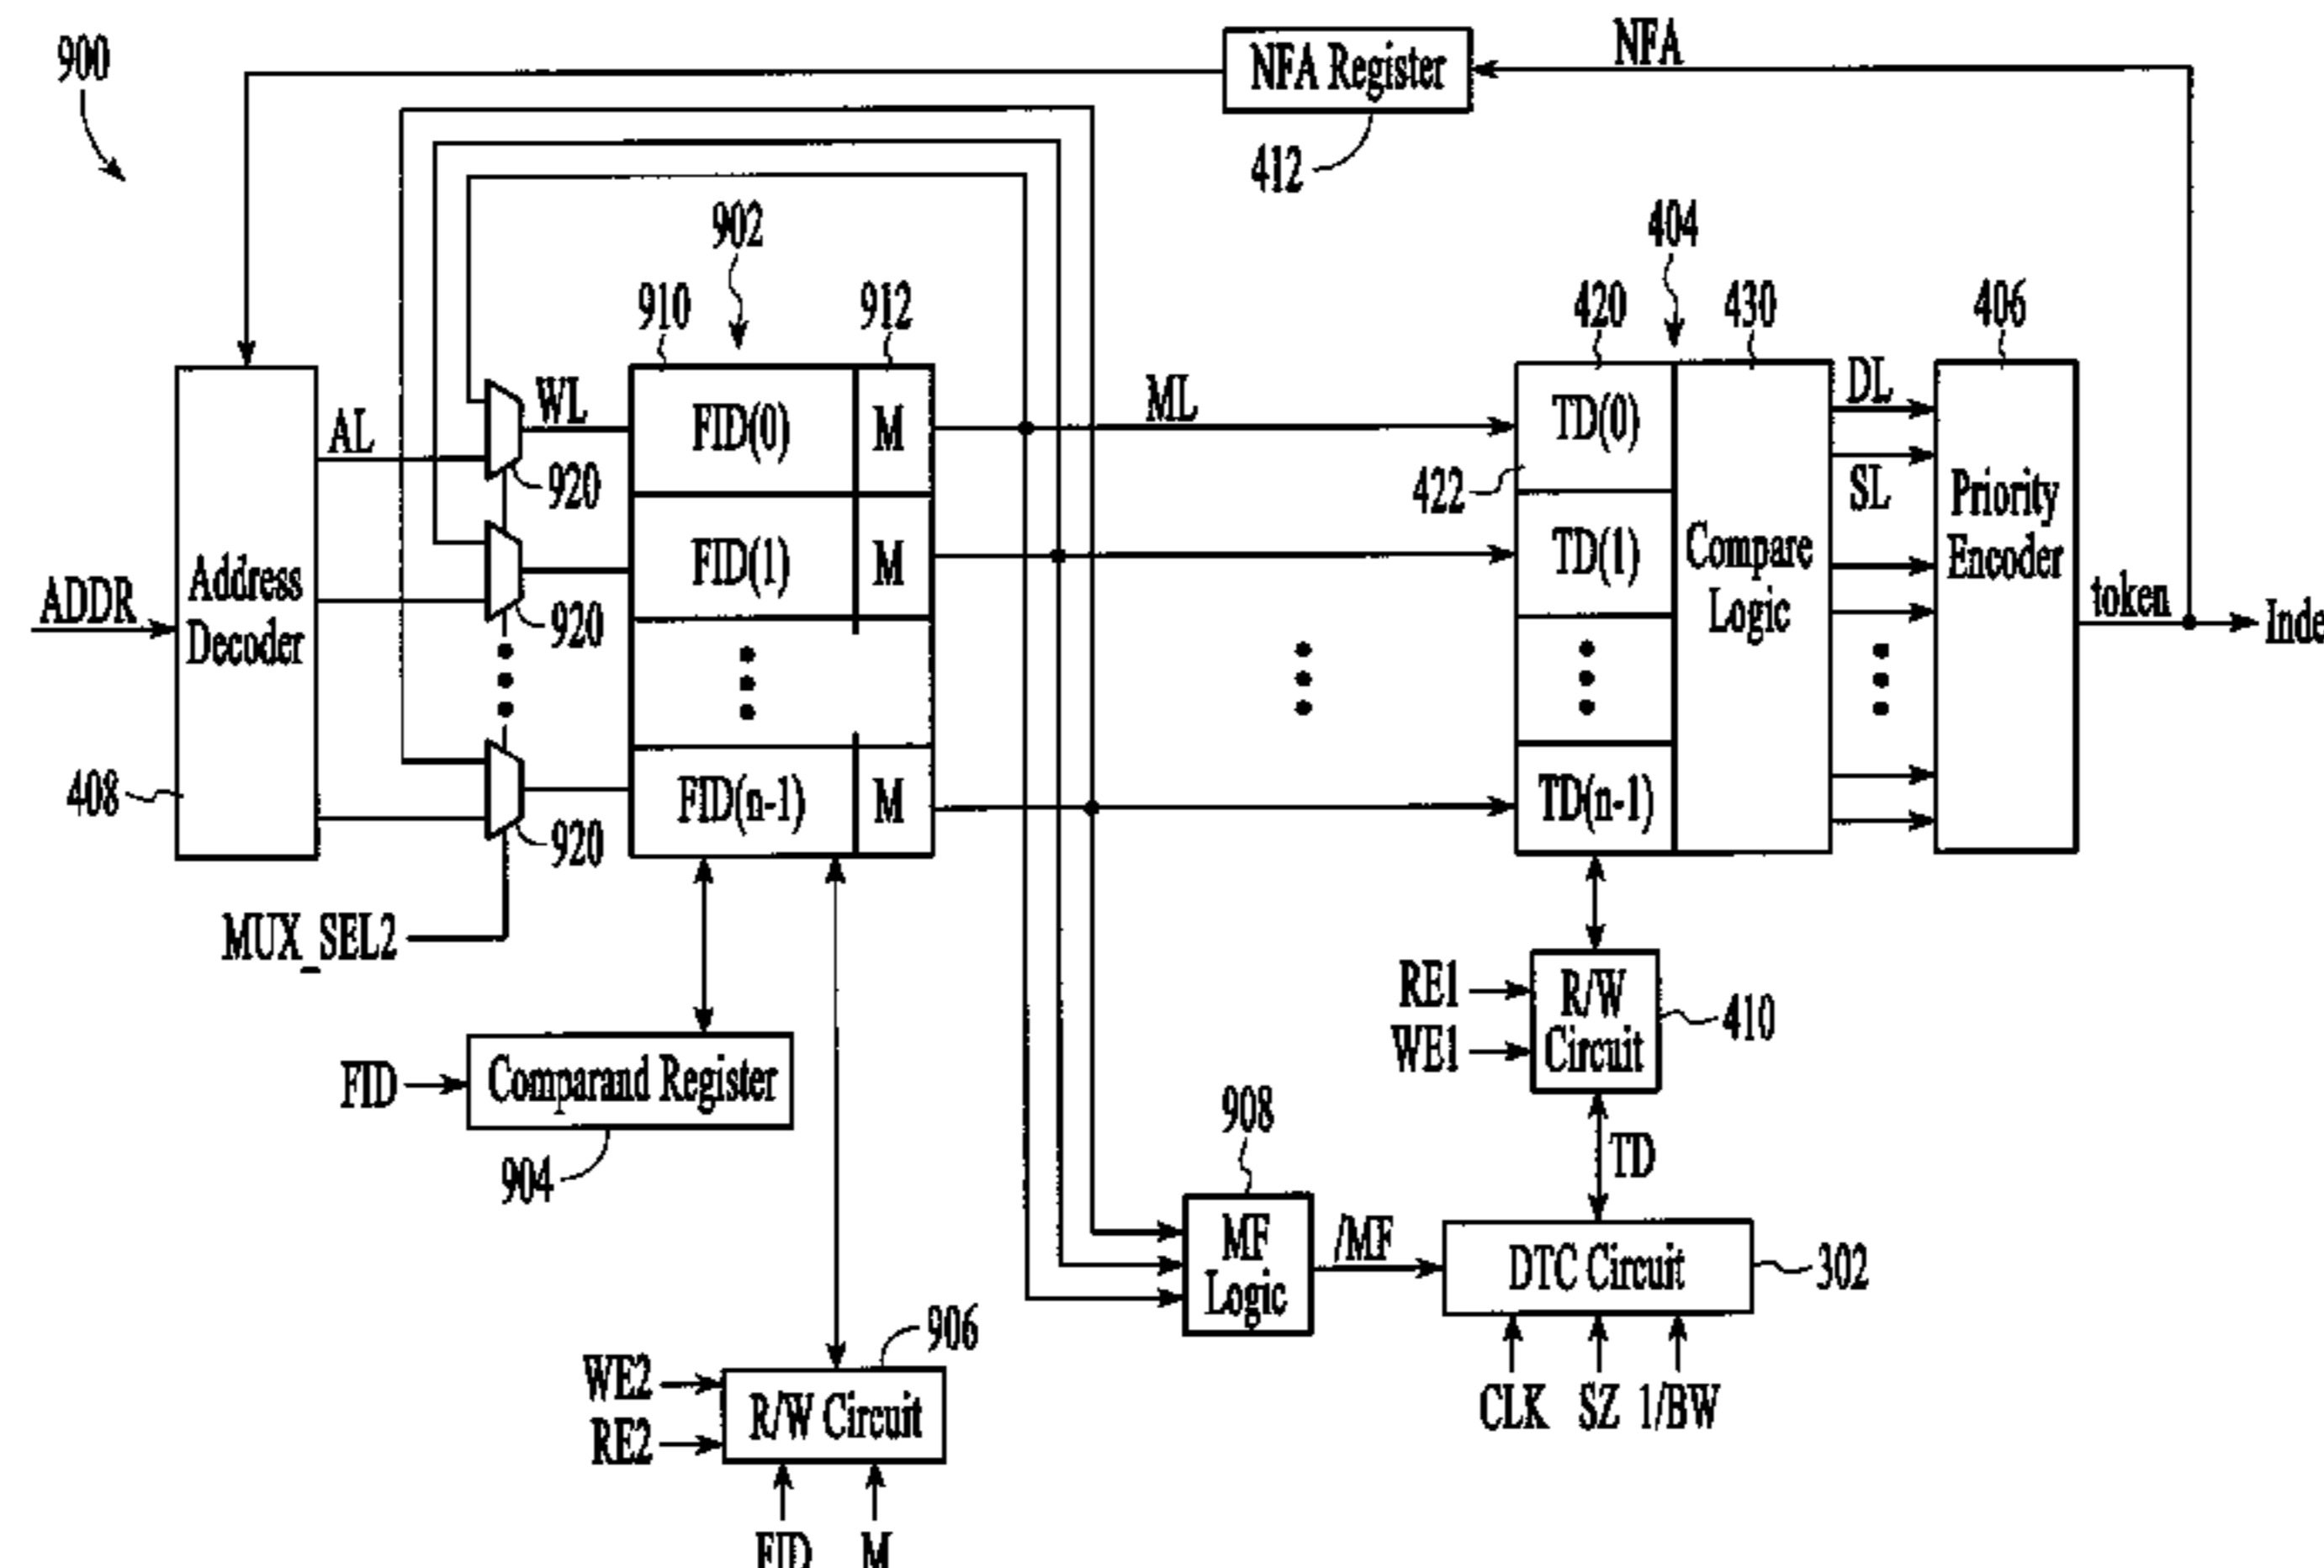 900
NFA Register
NFA
412
902
404
910
912
420
430
406
AL
WL
FID(0)
M
ML
TD(0)
DL
920
422
SL
Priority
Encoder
Address
Decoder
ADDR
FID(1)
M
TD(1)
Compare
Logic
token
920
408
FID(n-1)
M
TD(n-1)
920
MUX_SEL2
RE1
WE1
R/W
Circuit
410
FID
Comparand Register
904
908
TD
MF
Logic
/MF
DTC Circuit
302
906
WE2
RE2
R/W Circuit
CLK
SZ
1/BW
FID
M